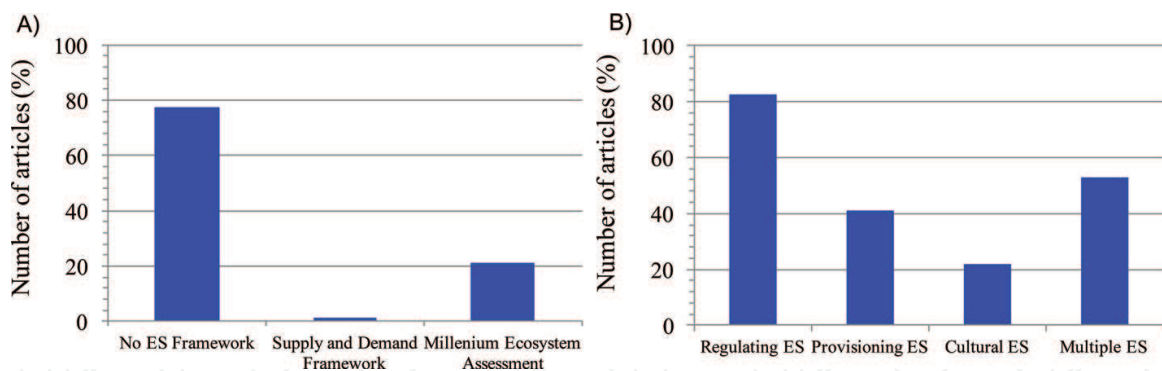 A)
Number of articles (%)
100
80
60
40
20
0
No ES Framework
Supply and Demand
Framework
Millenium Ecosystem
Assessment
B)
Number of articles (%)
100
80
60
40
20
0
Regulating ES
Provisioning ES
Cultural ES
Multiple ES